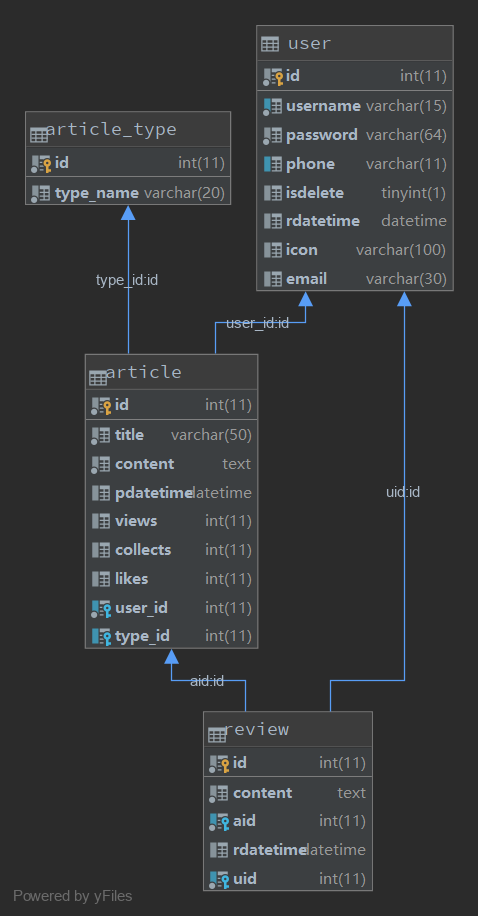 user
id int(11)
username varchar(15)
password varchar(64)
phone varchar(11)
isdelete tinyint(1)
rdatetime datetime
icon varchar(100)
email varchar(30)
article_type
id int(11)
type_name varchar(20)
type_id:id
user_id:id
article
id int(11)
title varchar(50)
content text
pdatetime datetime
views int(11)
collects int(11)
likes int(11)
user_id int(11)
type_id int(11)
uid:id
aid:id
review
id int(11)
content text
aid int(11)
rdatetime datetime
uid int(11)
Powered by yFiles